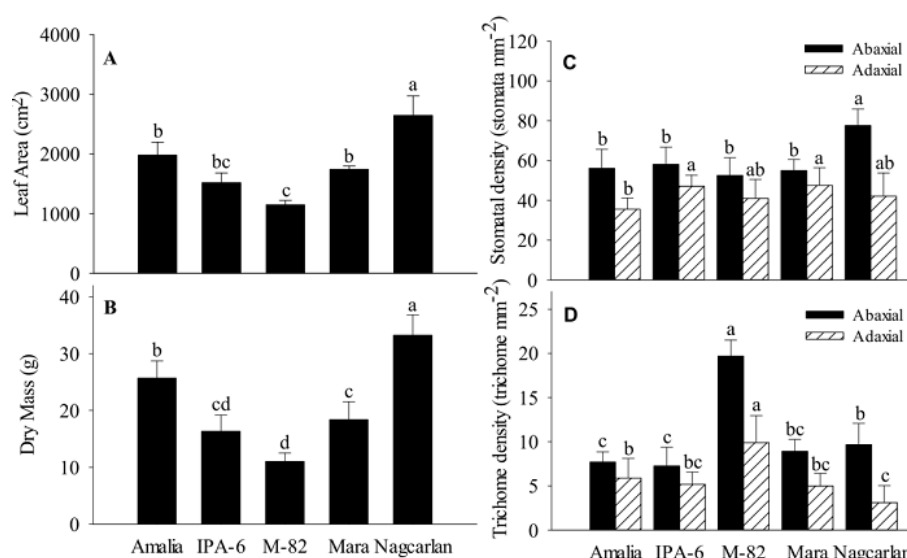 A
Leaf Area (cm²)
4000
3000
2000
1000
0
b
bc
c
b
a
B
Dry Mass (g)
40
30
20
10
0
b
cd
d
c
a
Amalia IPA-6 M-82 Mara Nagcarlan
C
Stomatal density (stomata mm⁻²)
120
100
80
60
40
20
0
Abaxial
Adaxial
b
b
b
a
b
ab
b
a
a
ab
D
Trichome density (trichome mm⁻²)
25
20
15
10
5
0
Abaxial
Adaxial
c
b
c
bc
a
a
bc
bc
b
c
Amalia IPA-6 M-82 Mara Nagcarlan